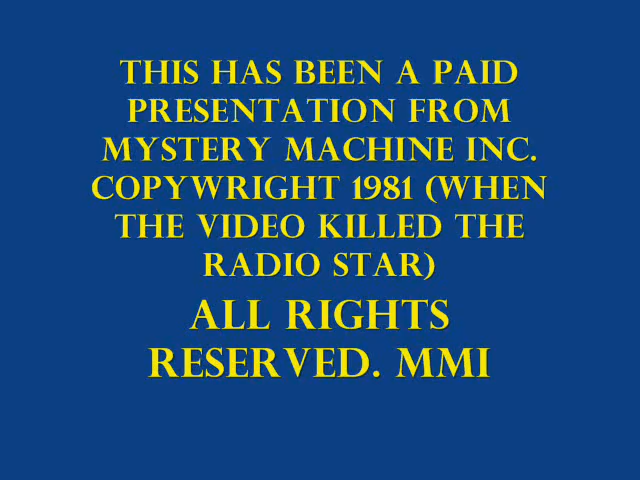 THIS HAS BEEN A PAID
PRESENTATION FROM
MYSTERY MACHINE INC.
COPYWRIGHT 1981 (WHEN
THE VIDEO KILLED THE
RADIO STAR)
ALL RIGHTS
RESERVED. MMI